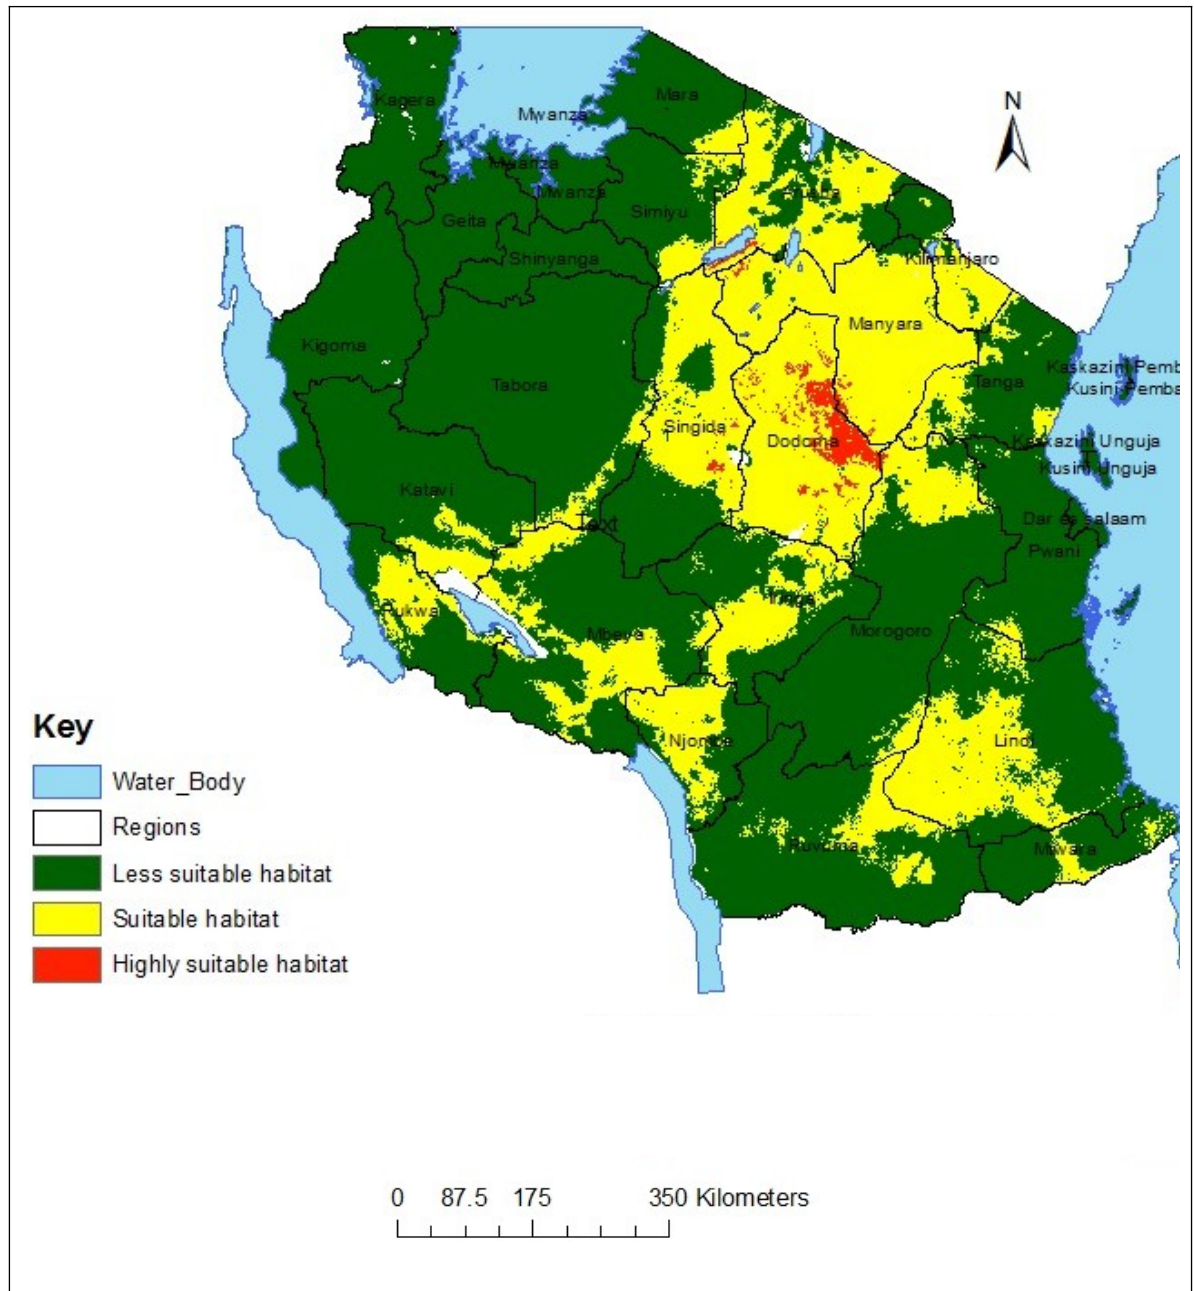 N
Mara
Kagera
Mwanza
Mwanza
Mwanza
Arusha
Simiyu
Geita
Shinyanga
Kilimanjaro
Manyara
Kigoma
Kaskazini Pemb
Tabora
Tanga
Kusini Pemba
Singida
Dodoma
Kaskazini Unguja
Kusini Unguja
Katavi
Text
Dar es salaam
Pwani
Iringa
Rukwa
Mbeya
Morogoro
Key
Njombe
Lindi
Water_Body
Regions
Ruvuma
Mtwara
Less suitable habitat
Suitable habitat
Highly suitable habitat
0 87.5 175 350 Kilometers